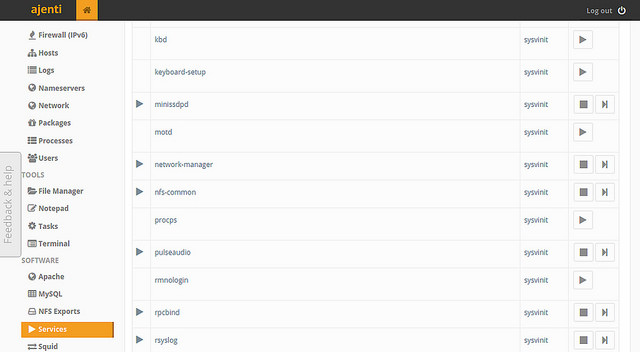 ajenti
Log out
Firewall (IPv6)
Hosts
Logs
Nameservers
Network
Packages
Processes
Users
TOOLS
File Manager
Notepad
Tasks
Terminal
SOFTWARE
Apache
MySQL
NFS Exports
Services
Squid
Feedback & help
kbd sysvinit
keyboard-setup sysvinit
minissdpd sysvinit
motd sysvinit
network-manager sysvinit
nfs-common sysvinit
procps sysvinit
pulseaudio sysvinit
rmnologin sysvinit
rpcbind sysvinit
rsyslog sysvinit